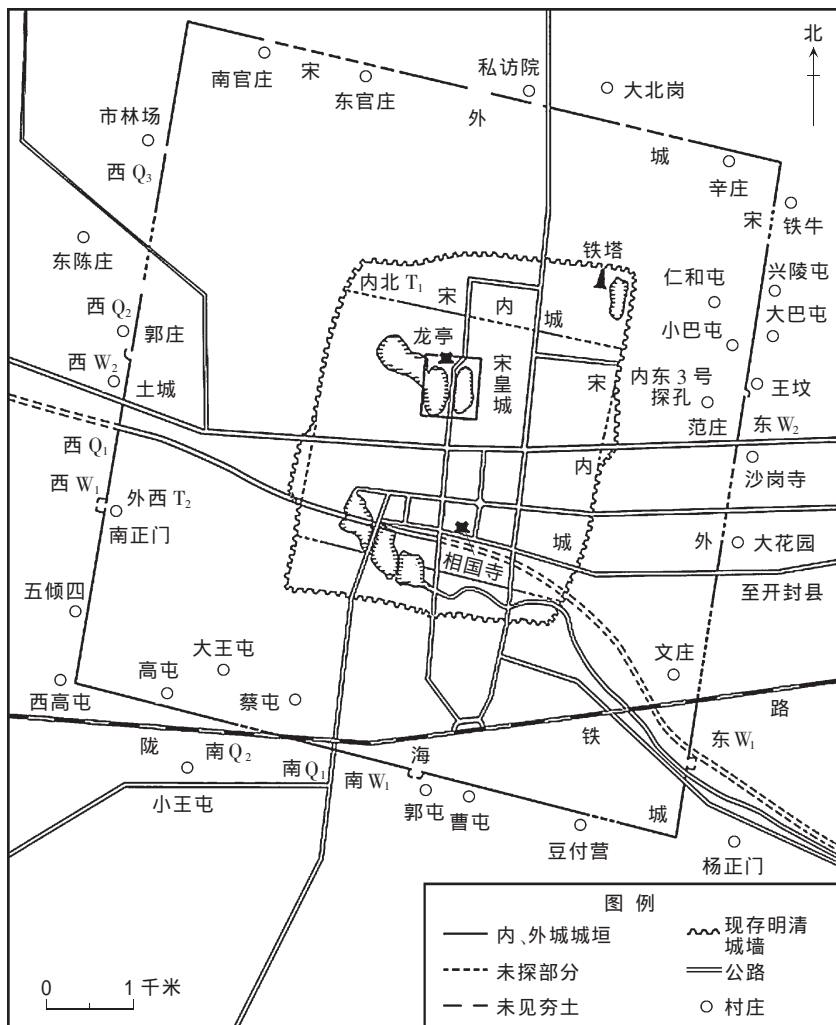 北
南官庄
宋
东官庄
私访院
大北岗
外
城
市林场
西 Q₃
辛庄
宋
铁牛
东陈庄
铁塔
内北 T₁
宋
内
城
仁和屯
兴陵屯
大巴屯
小巴屯
西 Q₂
郭庄
龙亭
宋皇城
宋
内东 3 号
探孔
王坟
西 W₂
土城
范庄
东 W₂
西 Q₁
内
沙岗寺
西 W₁
外西 T₂
南正门
城
外
大花园
相国寺
至开封县
五倾四
大王屯
文庄
西高屯
高屯
蔡屯
路
陇
南 Q₂
海
铁
东 W₁
南 Q₁
南 W₁
小王屯
郭屯
曹屯
城
豆付营
杨正门
图 例
内、外城城垣
现存明清
城墙
未探部分
公路
未见夯土
村庄
0 1 千米